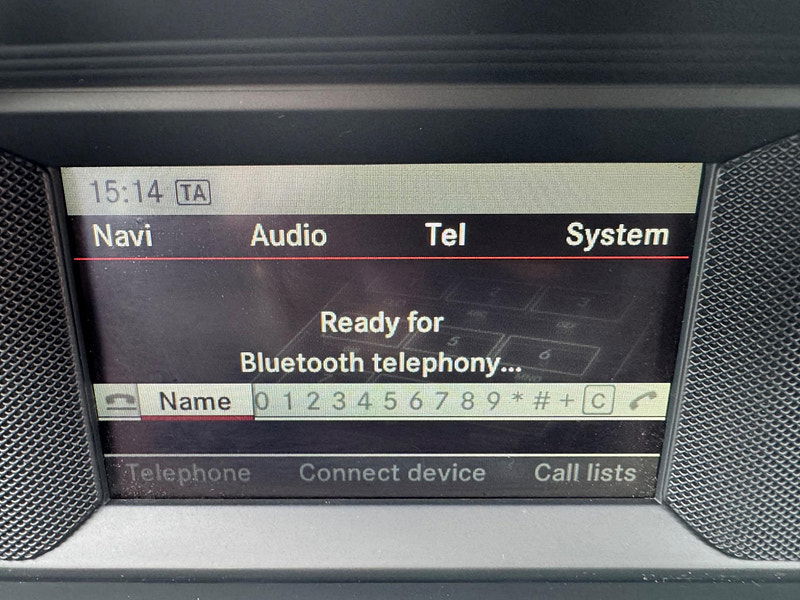 15:14 TA
Navi Audio Tel System
Ready for
Bluetooth telephony...
Name 0 1 2 3 4 5 6 7 8 9 * # + C
Telephone Connect device Call lists